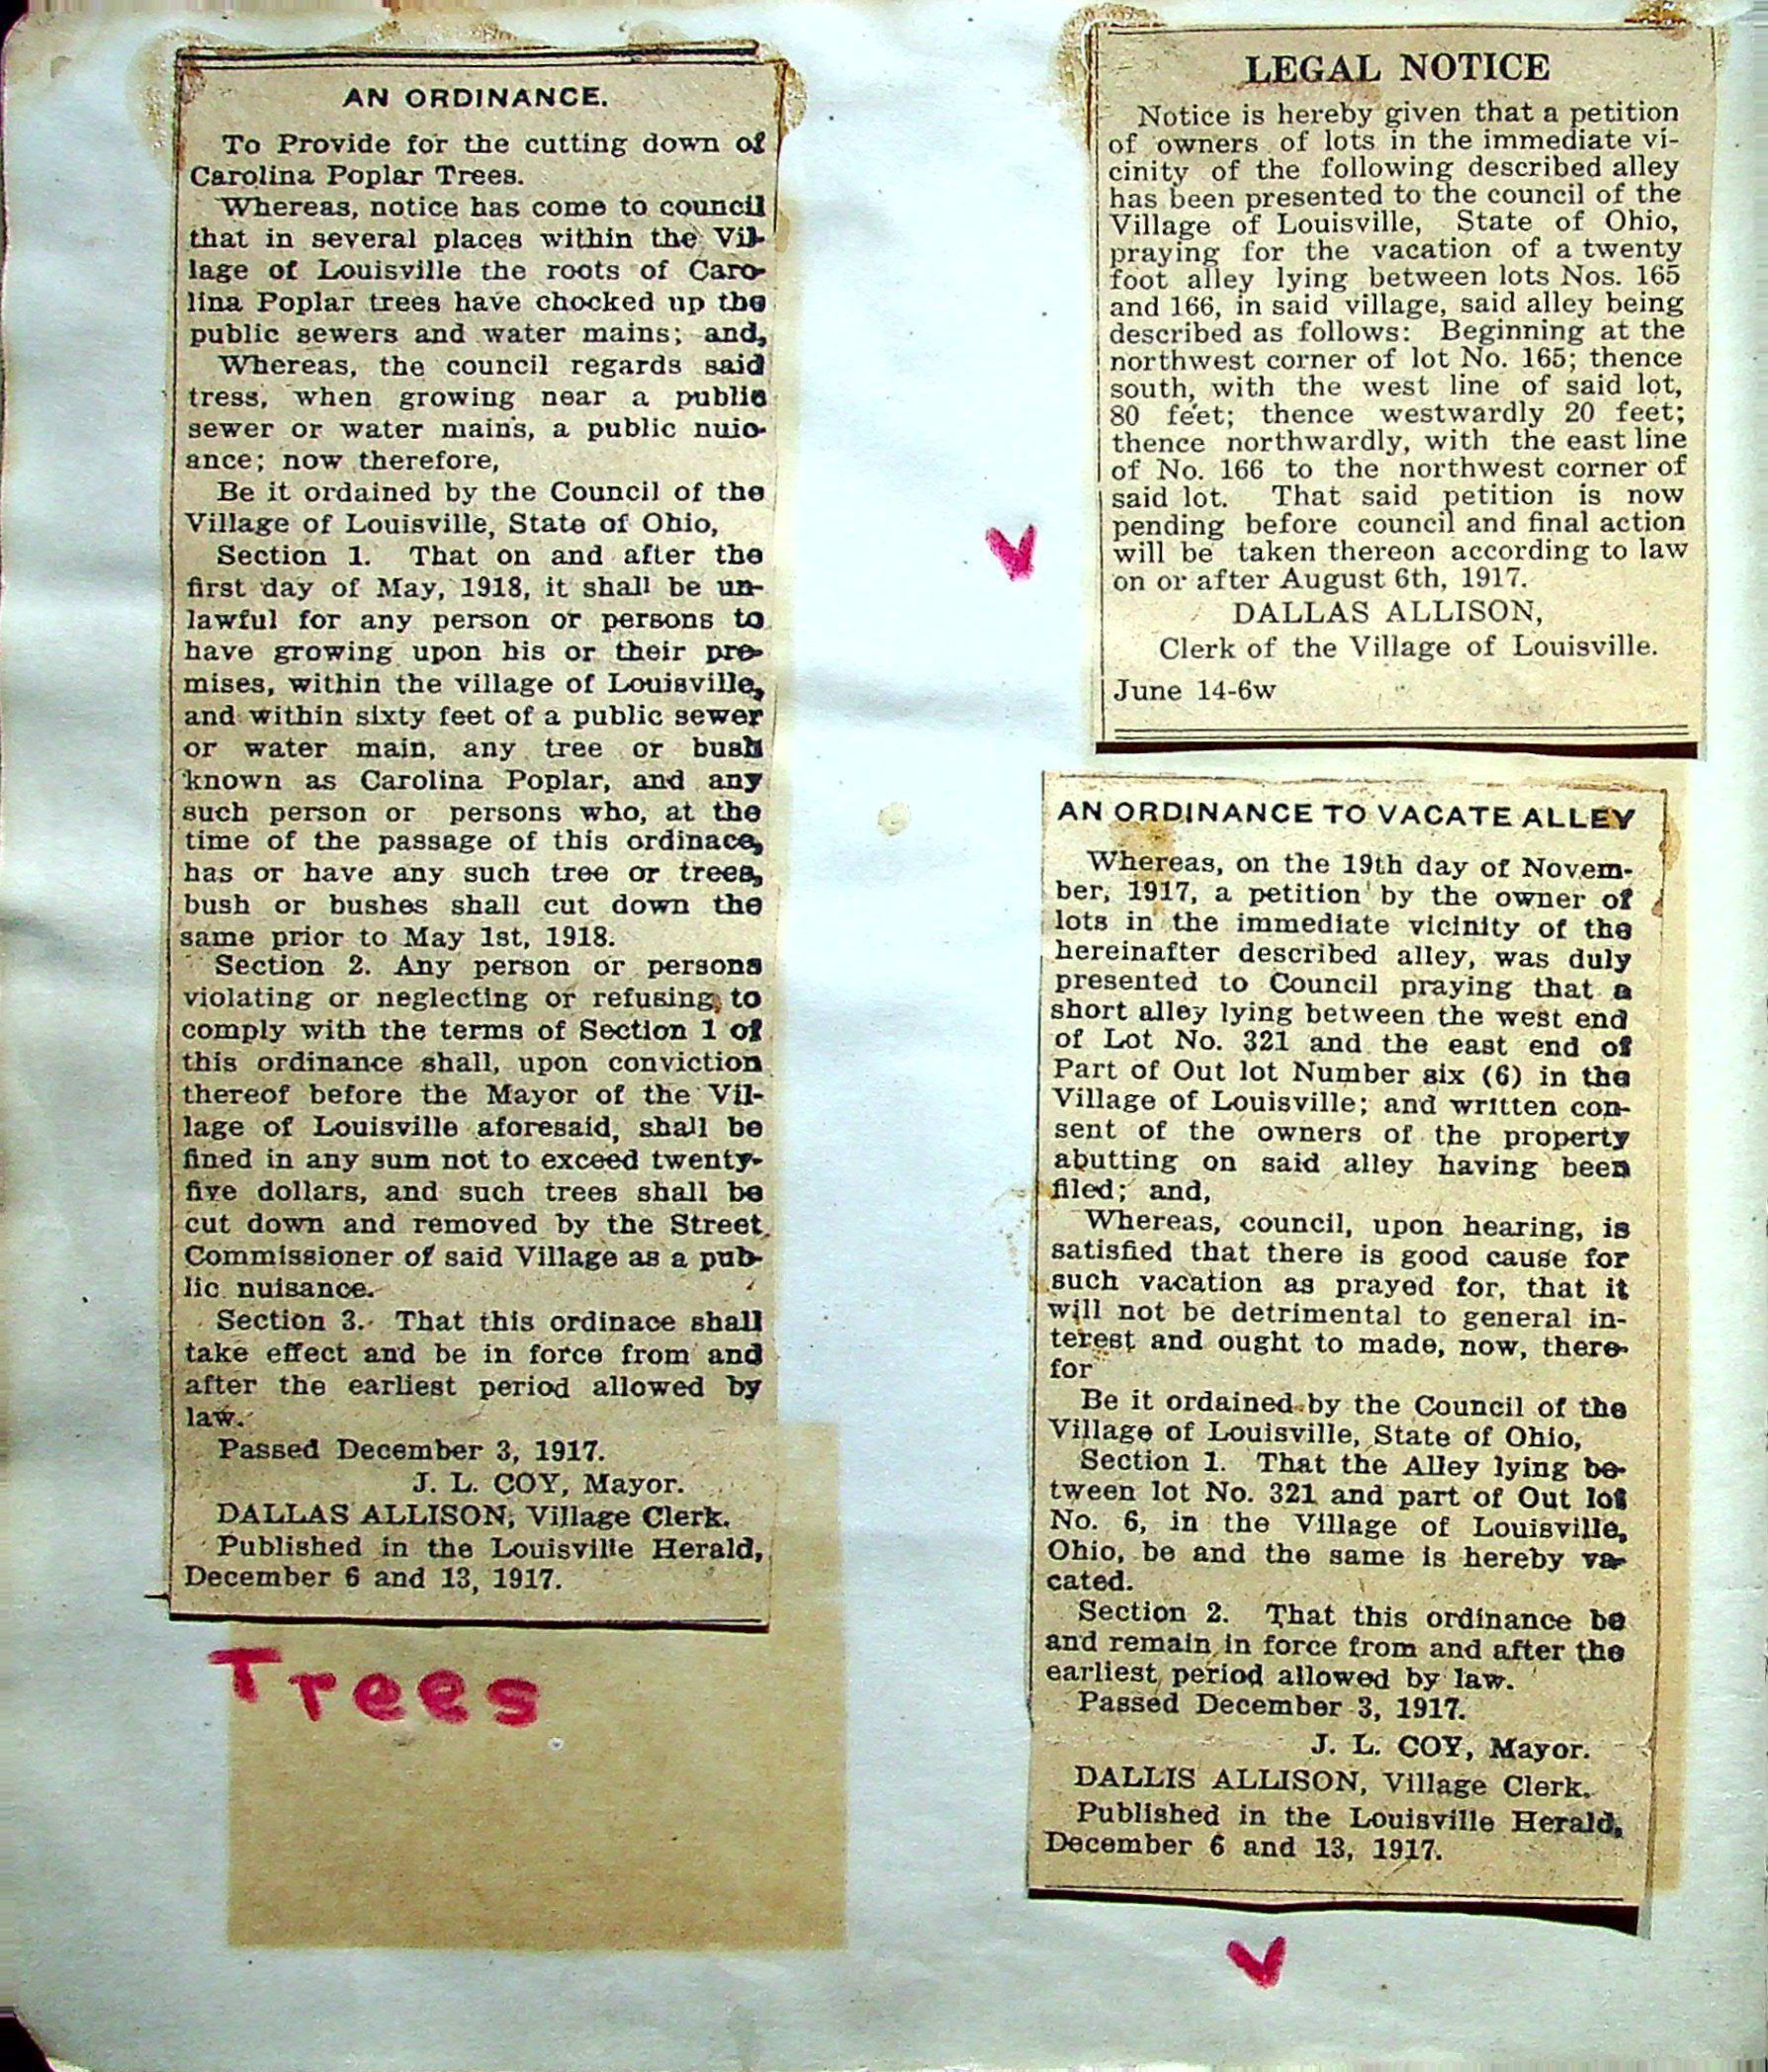 AN ORDINANCE.
To Provide for the cutting down of
Carolina Poplar Trees.
Whereas, notice has come to council
that in several places within the Vil-
lage of Louisville the roots of Caro-
lina Poplar trees have chocked up the
public sewers and water mains; and,
Whereas, the council regards said
tress, when growing near a public
sewer or water mains, a public nuio-
ance; now therefore,
Be it ordained by the Council of the
Village of Louisville, State of Ohio,
Section 1. That on and after the
first day of May, 1918, it shall be un-
lawful for any person or persons to
have growing upon his or their pre-
mises, within the village of Louisville,
and within sixty feet of a public sewer
or water main, any tree or bush
known as Carolina Poplar, and any
such person or persons who, at the
time of the passage of this ordinace,
has or have any such tree or trees,
bush or bushes shall cut down the
same prior to May 1st, 1918.
Section 2. Any person or persons
violating or neglecting or refusing to
comply with the terms of Section 1 of
this ordinance shall, upon conviction
thereof before the Mayor of the Vil-
lage of Louisville aforesaid, shall be
fined in any sum not to exceed twenty-
five dollars, and such trees shall be
cut down and removed by the Street
Commissioner of said Village as a pub-
lic nuisance.
Section 3. That this ordinace shall
take effect and be in force from and
after the earliest period allowed by
law.
Passed December 3, 1917.
J. L. COY, Mayor.
DALLAS ALLISON, Village Clerk.
Published in the Louisville Herald,
December 6 and 13, 1917.
Trees
LEGAL NOTICE
Notice is hereby given that a petition
of owners of lots in the immediate vi-
cinity of the following described alley
has been presented to the council of the
Village of Louisville, State of Ohio,
praying for the vacation of a twenty
foot alley lying between lots Nos. 165
and 166, in said village, said alley being
described as follows: Beginning at the
northwest corner of lot No. 165; thence
south, with the west line of said lot,
80 feet; thence westwardly 20 feet;
thence northwardly, with the east line
of No. 166 to the northwest corner of
said lot. That said petition is now
pending before council and final action
will be taken thereon according to law
on or after August 6th, 1917.
DALLAS ALLISON,
Clerk of the Village of Louisville.
June 14-6w
AN ORDINANCE TO VACATE ALLEY
Whereas, on the 19th day of Novem-
ber, 1917, a petition by the owner of
lots in the immediate vicinity of the
hereinafter described alley, was duly
presented to Council praying that a
short alley lying between the west end
of Lot No. 321 and the east end of
Part of Out lot Number six (6) in the
Village of Louisville; and written con-
sent of the owners of the property
abutting on said alley having been
filed; and,
Whereas, council, upon hearing, is
satisfied that there is good cause for
such vacation as prayed for, that it
will not be detrimental to general in-
terest and ought to made, now, there-
for
Be it ordained by the Council of the
Village of Louisville, State of Ohio,
Section 1. That the Alley lying be-
tween lot No. 321 and part of Out lot
No. 6, in the Village of Louisville,
Ohio, be and the same is hereby va-
cated.
Section 2. That this ordinance be
and remain in force from and after the
earliest period allowed by law.
Passed December 3, 1917.
J. L. COY, Mayor.
DALLIS ALLISON, Village Clerk.
Published in the Louisville Herald,
December 6 and 13, 1917.